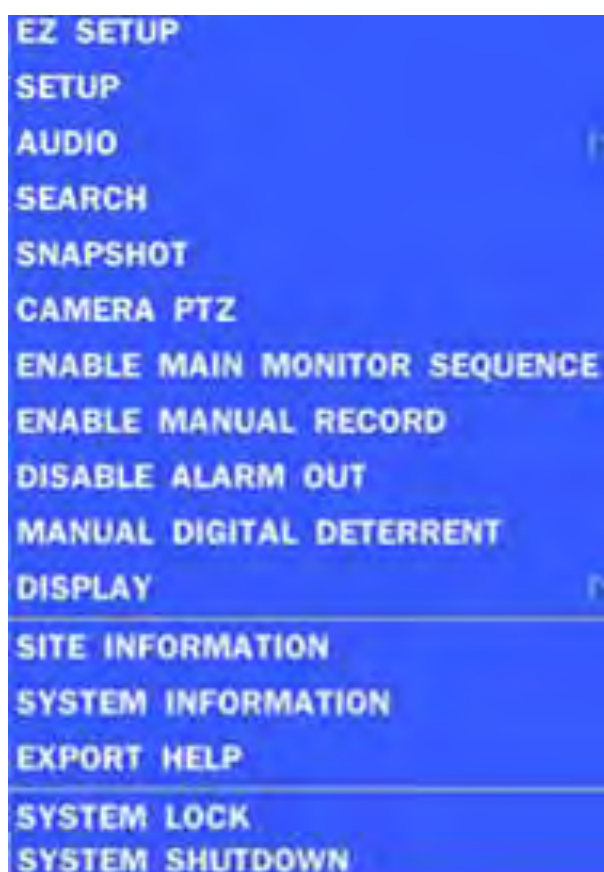 EZ SETUP
SETUP
AUDIO
SEARCH
SNAPSHOT
CAMERA PTZ
ENABLE MAIN MONITOR SEQUENCE
ENABLE MANUAL RECORD
DISABLE ALARM OUT
MANUAL DIGITAL DETERRENT
DISPLAY
SITE INFORMATION
SYSTEM INFORMATION
EXPORT HELP
SYSTEM LOCK
SYSTEM SHUTDOWN